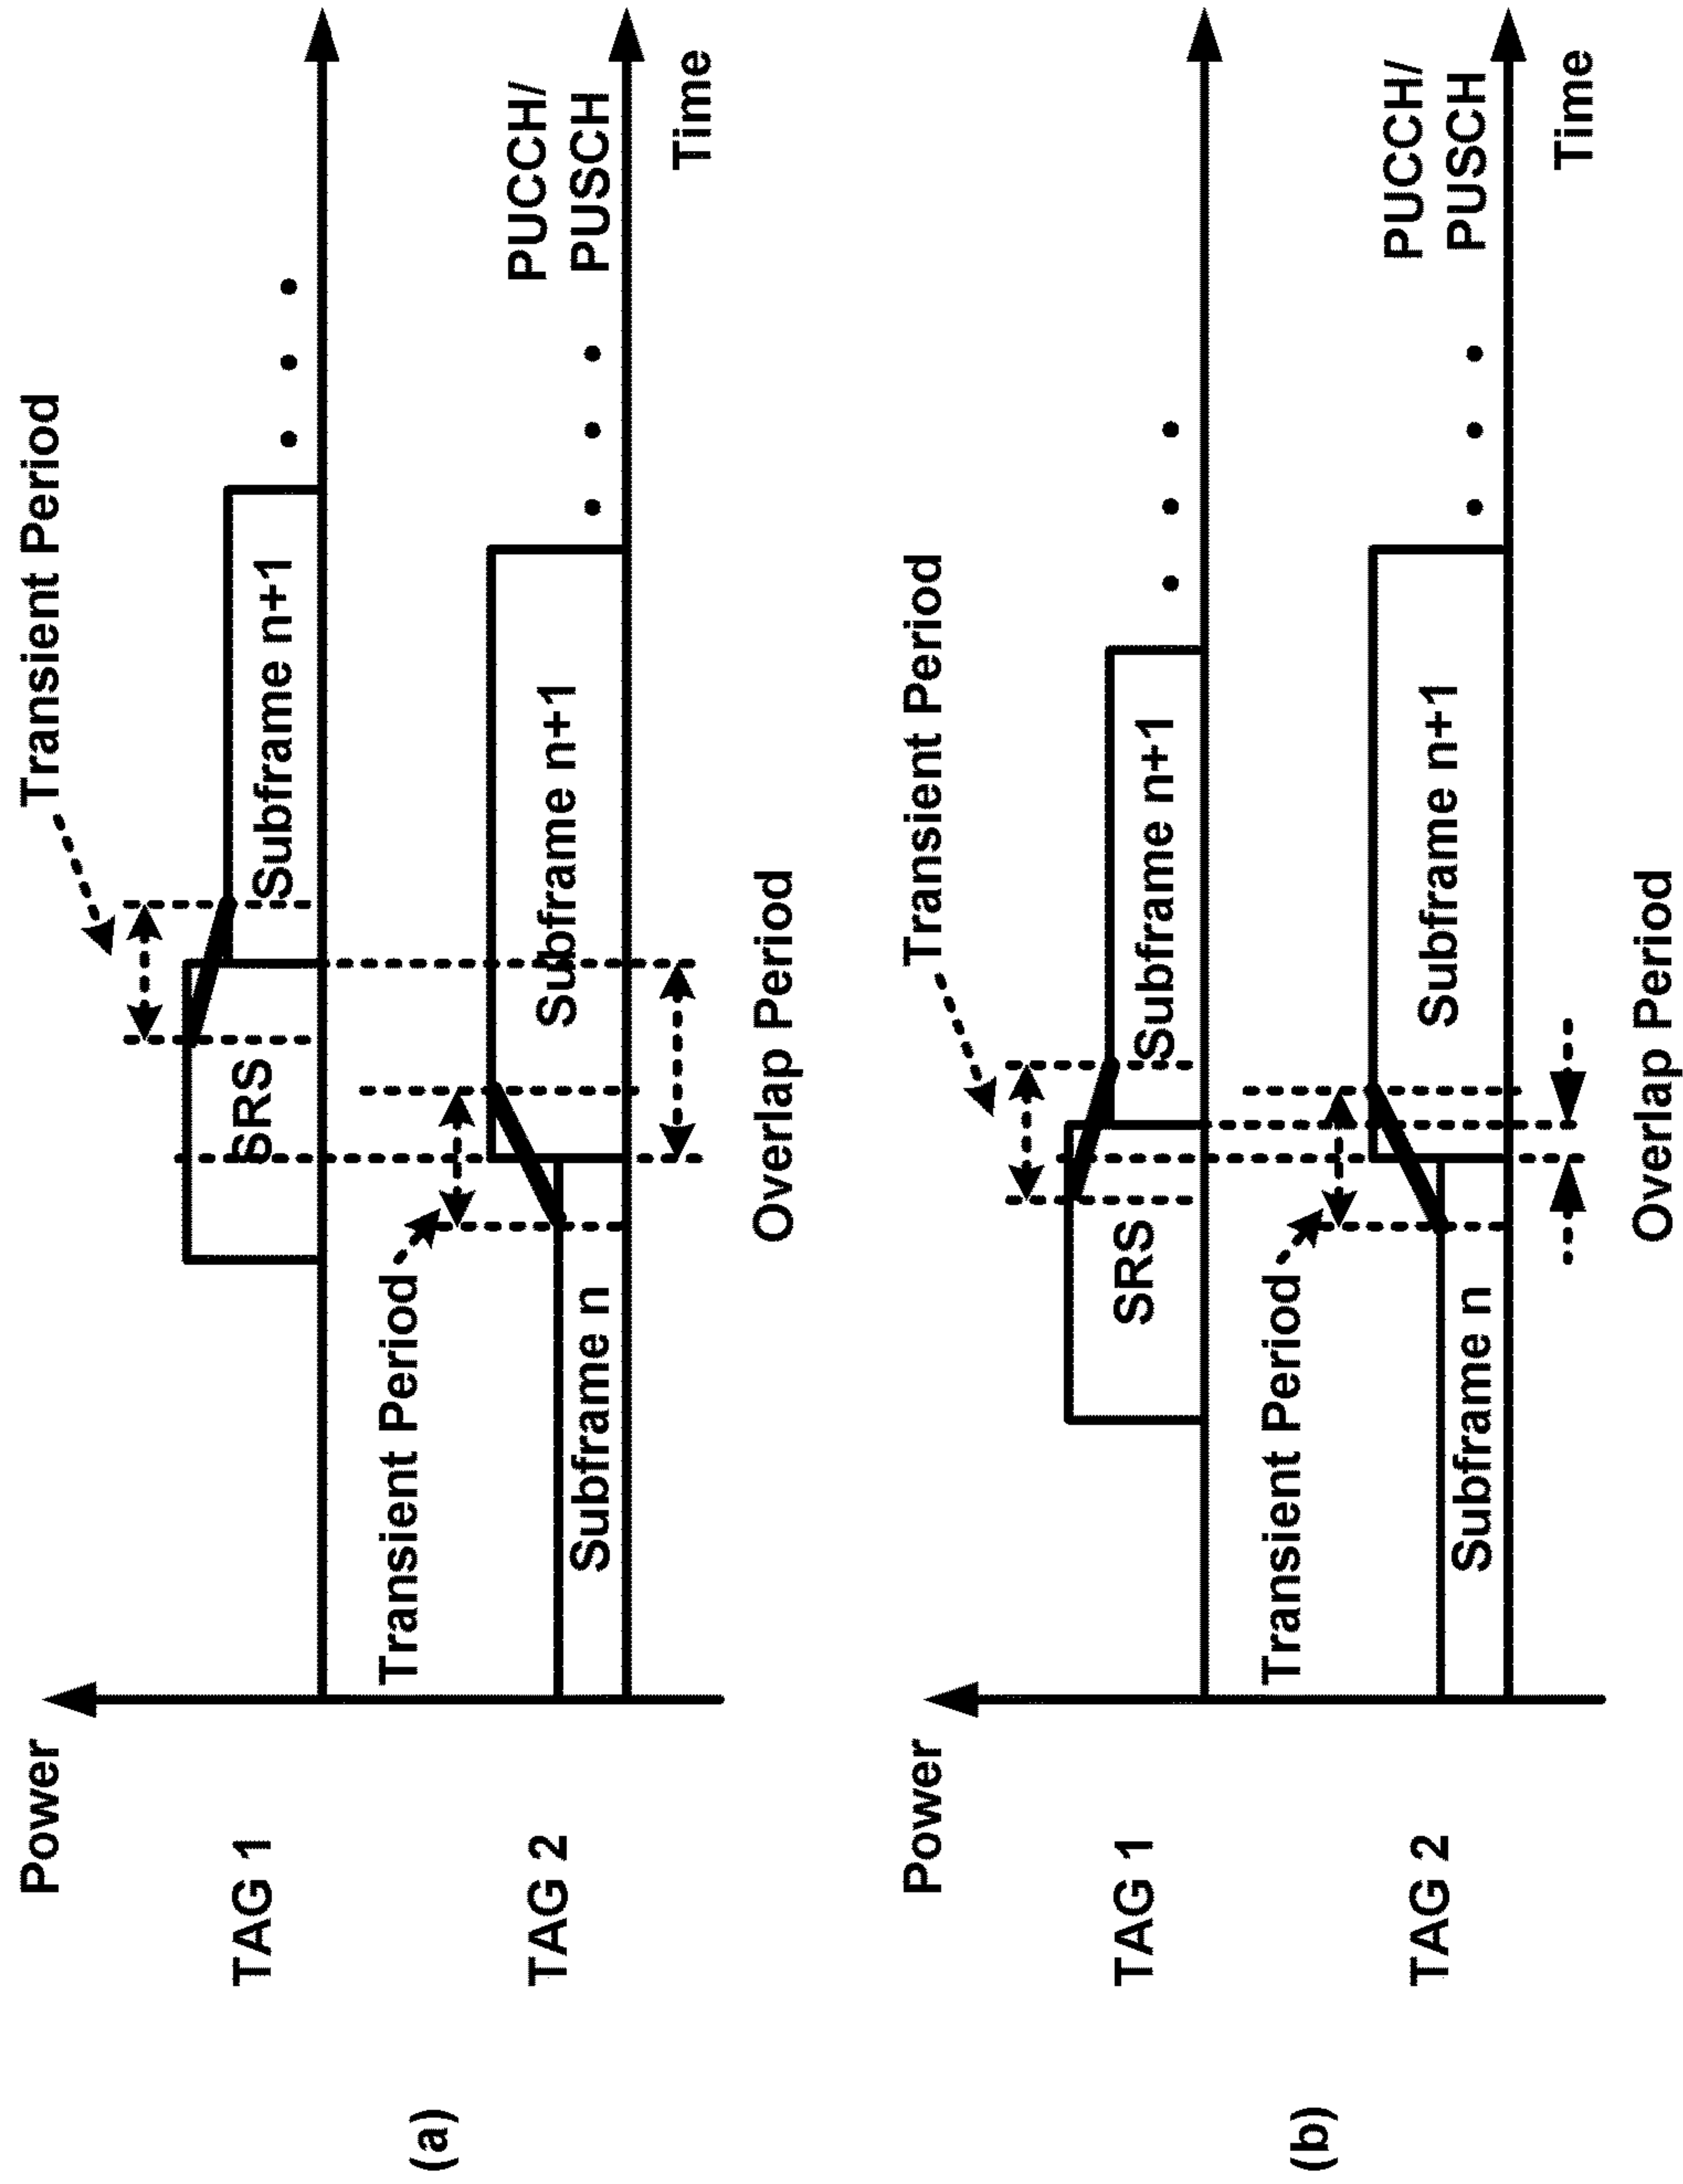 (a)
Power
Transient Period
TAG 1
SRS
Subframe n+1
Transient Period
TAG 2
Subframe n
Subframe n+1
PUCCH/
PUSCH
Time
Overlap Period
(b)
Power
Transient Period
TAG 1
SRS
Subframe n+1
Transient Period
TAG 2
Subframe n
Subframe n+1
PUCCH/
PUSCH
Time
Overlap Period